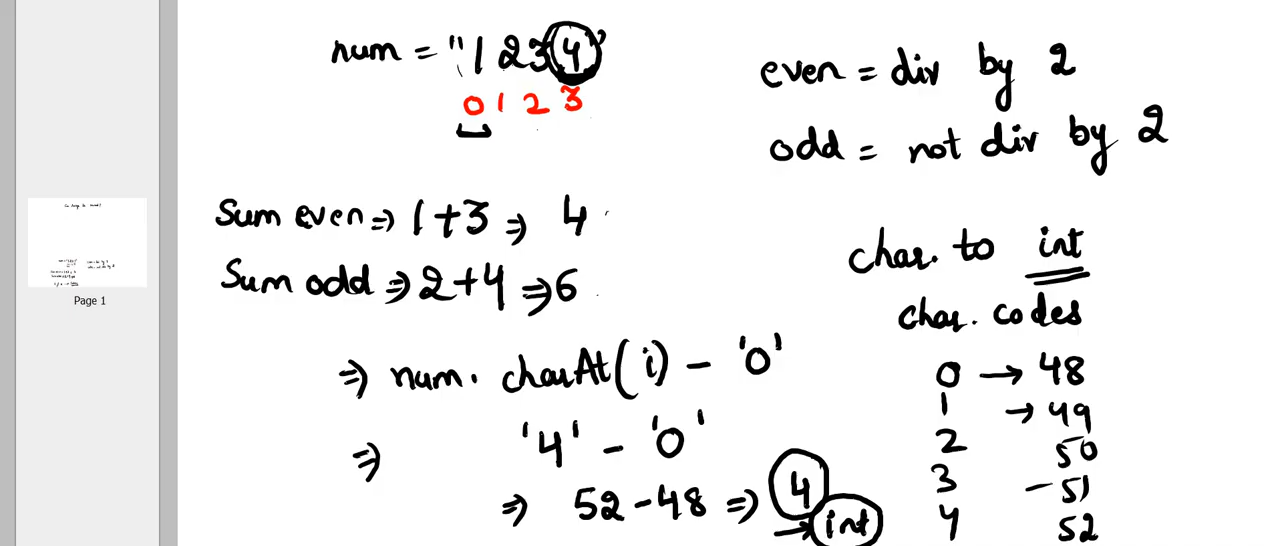 num = "1234"
0 1 2 3
even = div by 2
odd = not div by 2
Sum even ⇒ 1+3 ⇒ 4
Sum odd ⇒ 2+4 ⇒ 6
⇒ num. charAt(i) - '0'
⇒ '4' - '0'
⇒ 52-48 ⇒ 4
→ int
char. to int
char. codes
0 → 48
1 → 49
2 50
3 - 51
4 52
Page 1